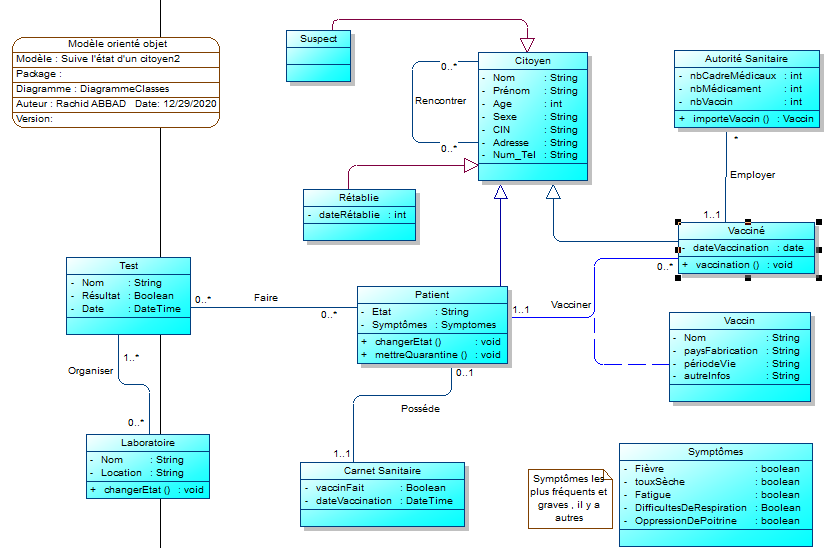 Modèle orienté objet
Modèle : Suive l'état d'un citoyen2
Package :
Diagramme : DiagrammeClasses
Auteur : Rachid ABBAD Date: 12/29/2020
Version:
Suspect
Citoyen
- Nom : String
- Prénom : String
- Age : int
- Sexe : String
- CIN : String
- Adresse : String
- Num_Tel : String
0..*
Rencontrer
0..*
Autorité Sanitaire
- nbCadreMédicaux : int
- nbMédicament : int
- nbVaccin : int
+ importeVaccin () : Vaccin
*
Employer
1..1
Rétablie
- dateRétablie : int
Vacciné
- dateVaccination : date
+ vaccination () : void
0..*
Vacciner
1..1
Test
- Nom : String
- Résultat : Boolean
- Date : DateTime
0..*
Faire
0..*
Patient
- Etat : String
- Symptômes : Symptomes
+ changerEtat () : void
+ mettreQuarantine () : void
Vaccin
- Nom : String
- paysFabrication : String
- périodeVie : String
- autreInfos : String
1..*
Organiser
0..*
0..1
Posséde
1..1
Laboratoire
- Nom : String
- Location : String
+ changerEtat () : void
Carnet Sanitaire
- vaccinFait : Boolean
- dateVaccination : DateTime
Symptômes les
plus fréquents et
graves , il y a
autres
Symptômes
- Fièvre : boolean
- touxSèche : boolean
- Fatigue : boolean
- DifficultesDeRespiration : Boolean
- OppressionDePoitrine : boolean